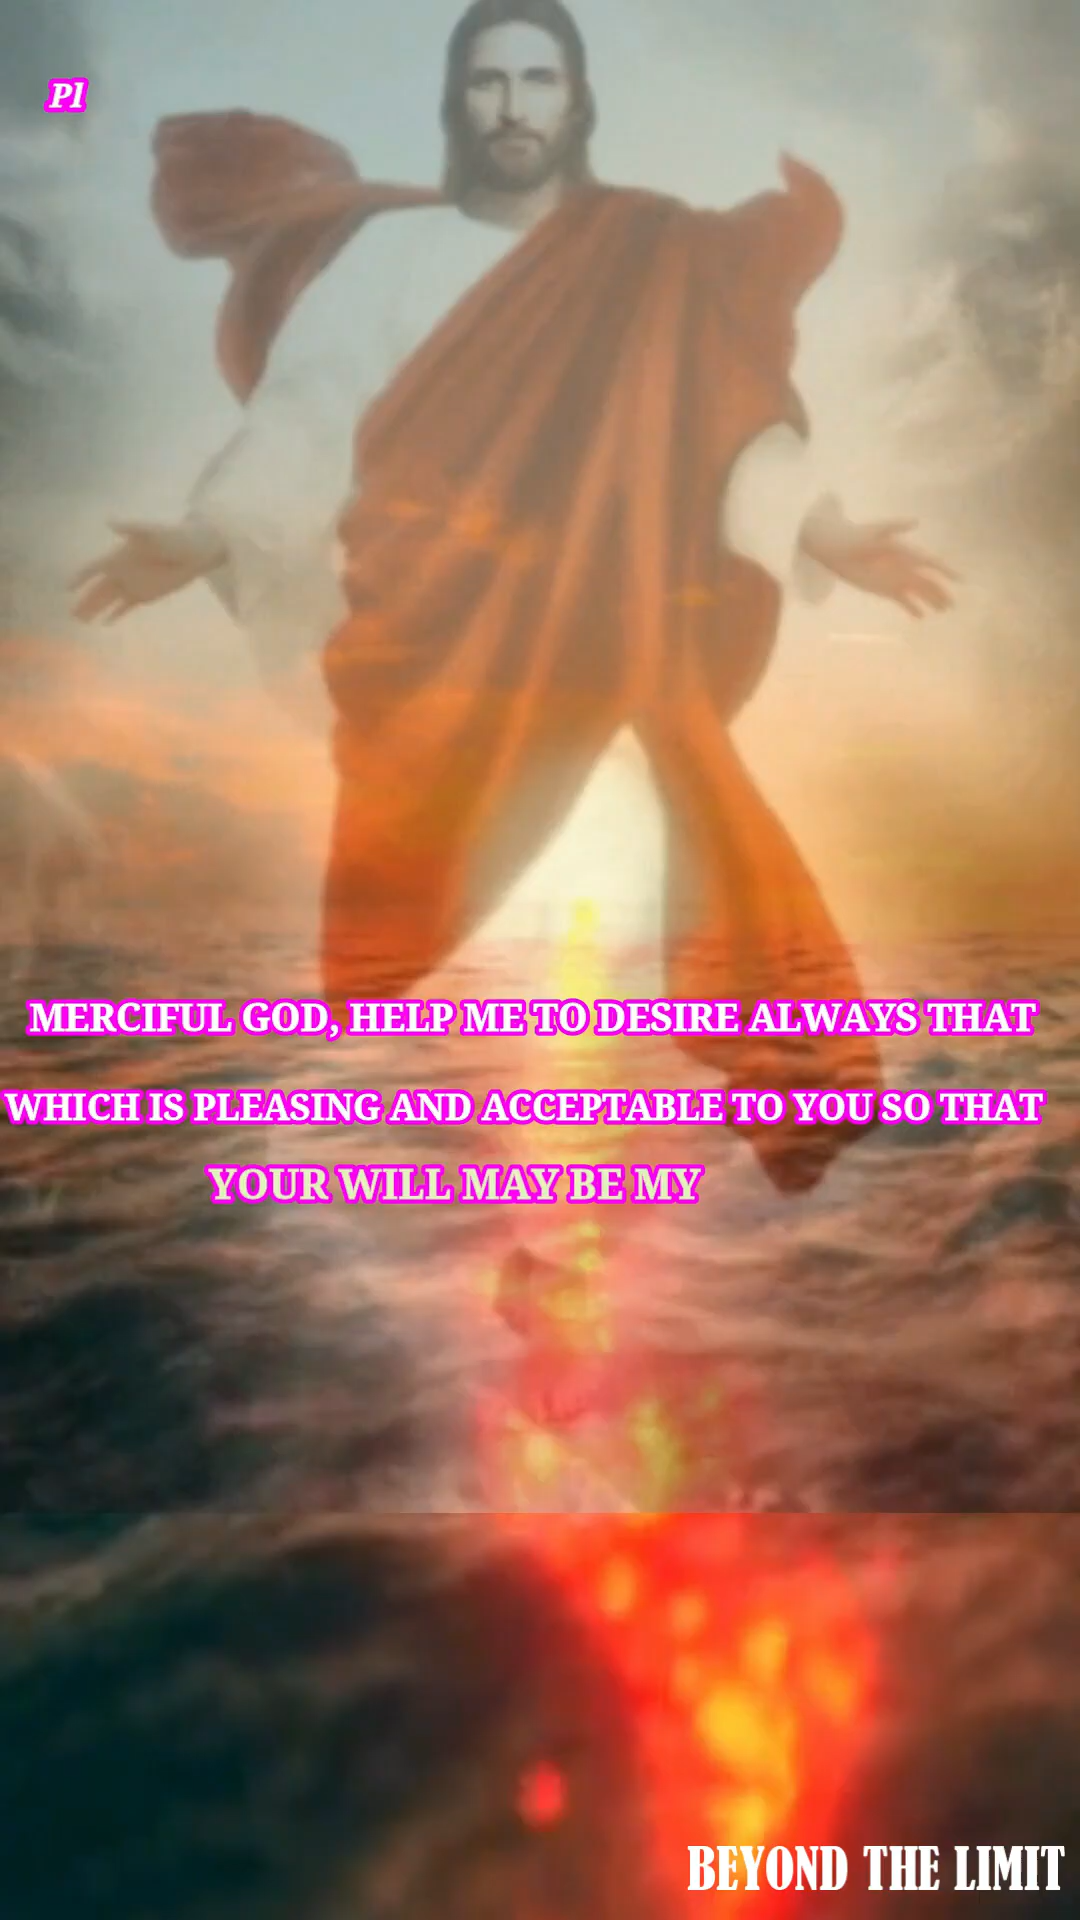 Pl
MERCIFUL GOD, HELP ME TO DESIRE ALWAYS THAT
WHICH IS PLEASING AND ACCEPTABLE TO YOU SO THAT
YOUR WILL MAY BE MY
BEYOND THE LIMIT